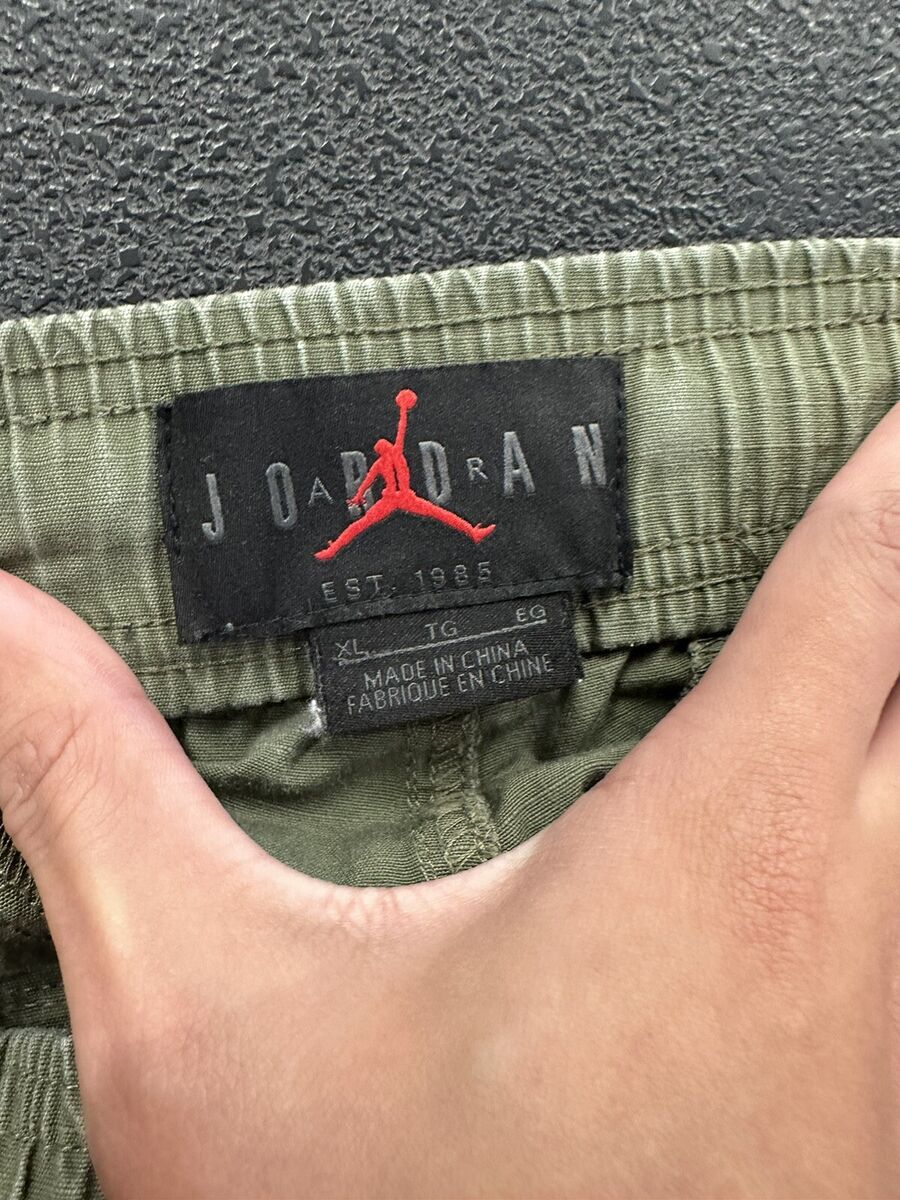 JORDAN
AIR
EST. 1985
XL TG EG
MADE IN CHINA
FABRIQUE EN CHINE